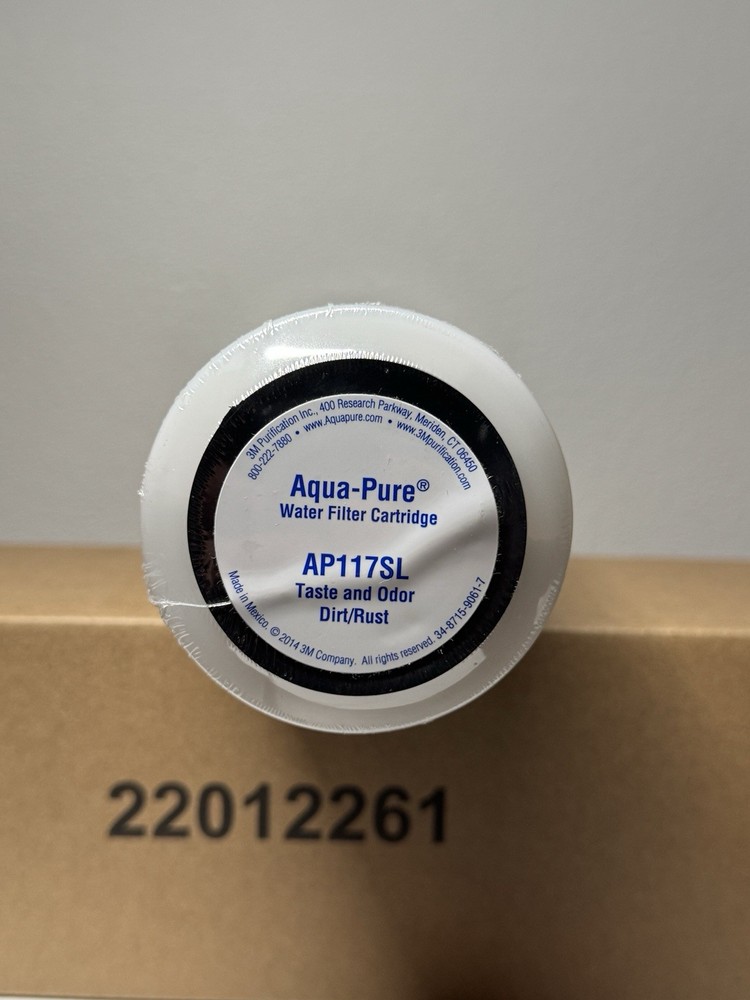 3M Purification Inc., 400 Research Parkway, Meriden, CT 06450
800-222-7880 • www.Aquapure.com • www.3Mpurification.com
Aqua-Pure®
Water Filter Cartridge
AP117SL
Taste and Odor
Dirt/Rust
Made in Mexico. © 2014 3M Company. All rights reserved. 34-8715-9061-7
22012261